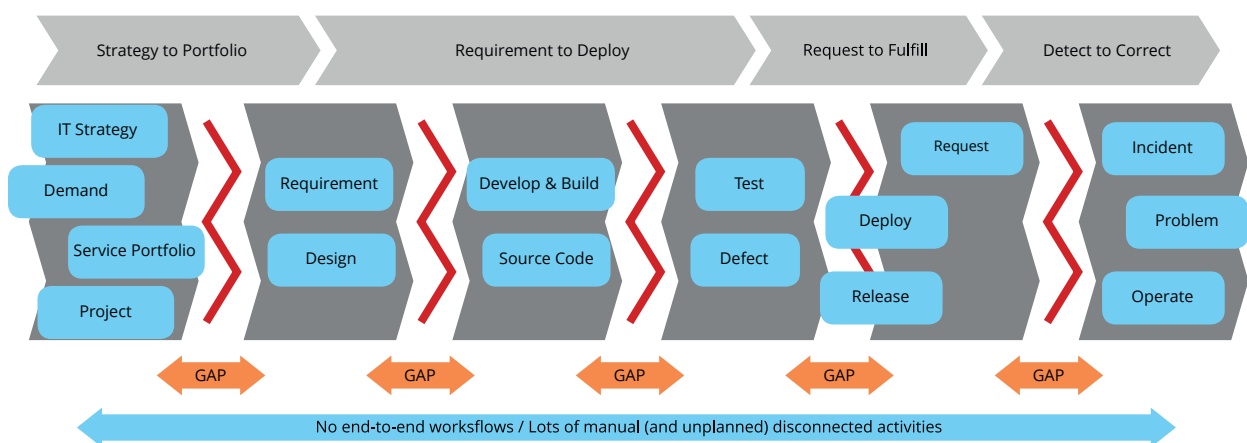 Strategy to Portfolio
Requirement to Deploy
Request to Fulfill
Detect to Correct
IT Strategy
Demand
Service Portfolio
Project
Requirement
Design
Develop & Build
Source Code
Test
Defect
Request
Deploy
Release
Incident
Problem
Operate
GAP
GAP
GAP
GAP
GAP
No end-to-end worksflows / Lots of manual (and unplanned) disconnected activities